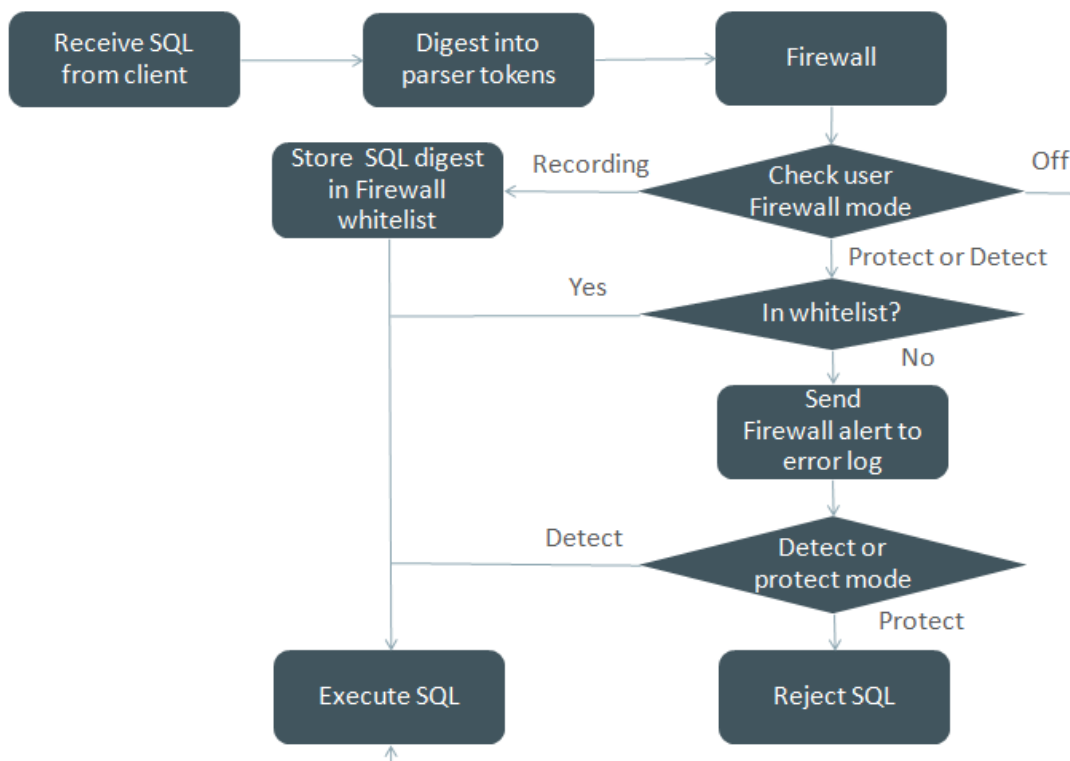 Receive SQL
from client
Digest into
parser tokens
Firewall
Store SQL digest
in Firewall
whitelist
Recording
Check user
Firewall mode
Off
Protect or Detect
Yes
In whitelist?
No
Send
Firewall alert to
error log
Detect
Detect or
protect mode
Protect
Execute SQL
Reject SQL